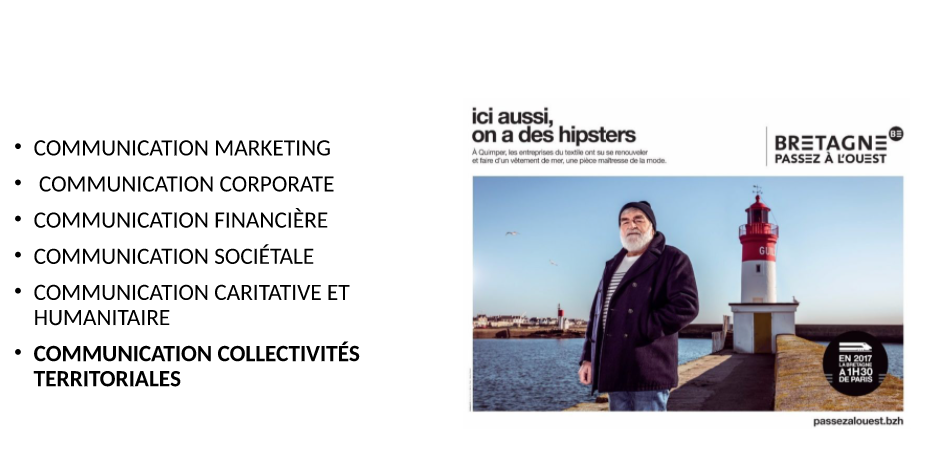 • COMMUNICATION MARKETING
• COMMUNICATION CORPORATE
• COMMUNICATION FINANCIÈRE
• COMMUNICATION SOCIÉTALE
• COMMUNICATION CARITATIVE ET
HUMANITAIRE
• COMMUNICATION COLLECTIVITÉS
TERRITORIALES
ici aussi,
on a des hipsters
À Quimper, les entreprises du textile ont su se renouveler
et faire d'un vêtement de mer, une pièce maîtresse de la mode.
BRETAGNE BE
PASSEZ À L'OUEST
EN 2017
LA BRETAGNE
À 1H30
DE PARIS
passezalouest.bzh